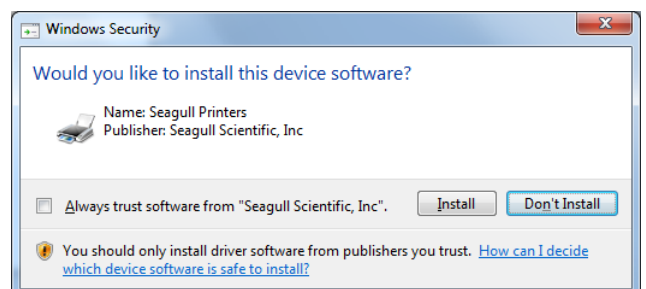 Windows Security
Would you like to install this device software?
Name: Seagull Printers
Publisher: Seagull Scientific, Inc
Always trust software from "Seagull Scientific, Inc".
Install
Don't Install
You should only install driver software from publishers you trust. How can I decide
which device software is safe to install?